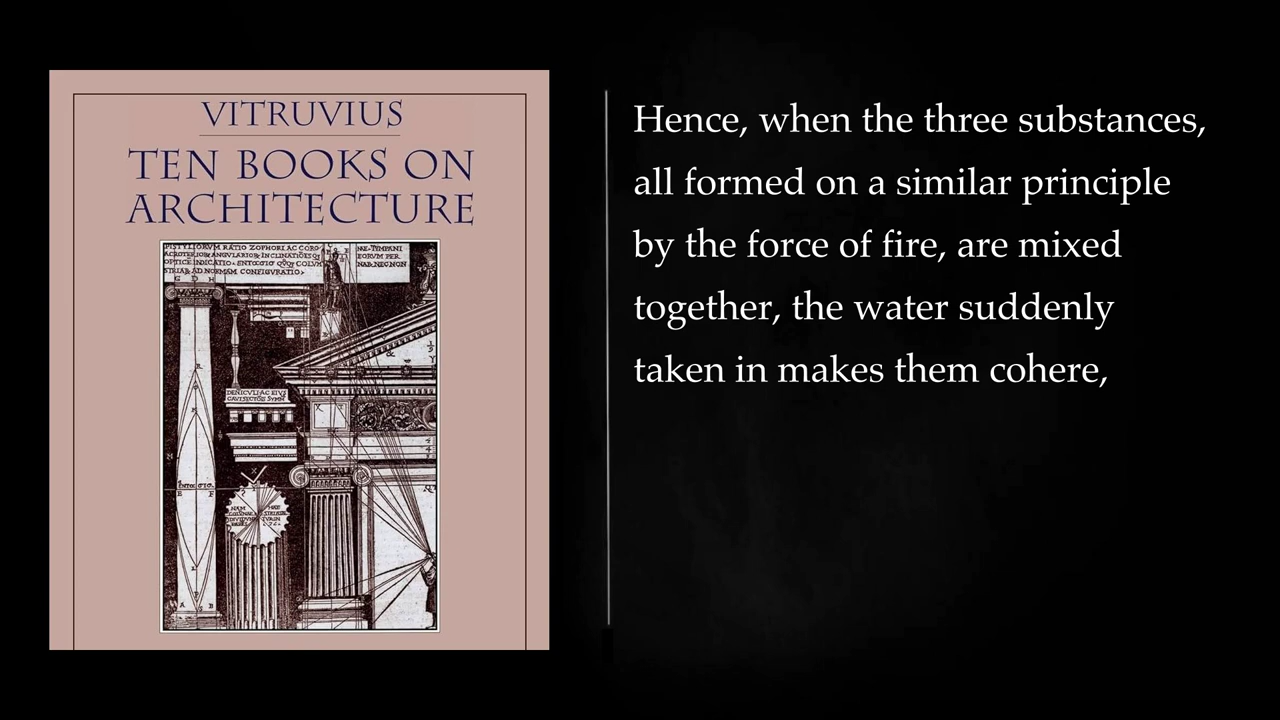 VITRUVIUS
TEN BOOKS ON
ARCHITECTURE
Hence, when the three substances,
all formed on a similar principle
by the force of fire, are mixed
together, the water suddenly
taken in makes them cohere,